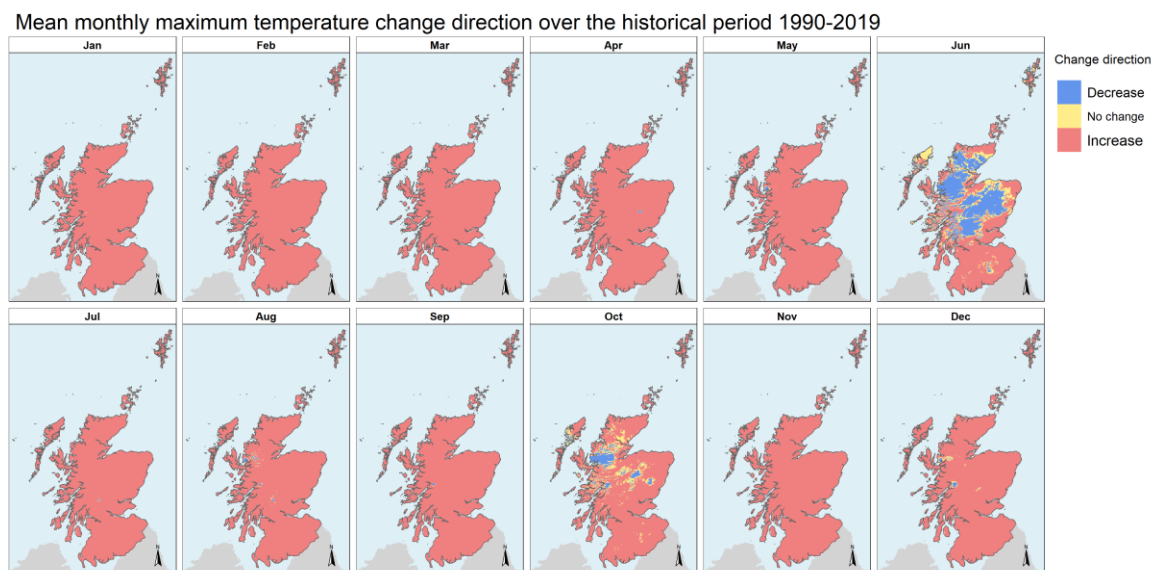 Mean monthly maximum temperature change direction over the historical period 1990-2019
Jan
Feb
Mar
Apr
May
Jun
Change direction
Decrease
No change
Increase
N
N
N
N
N
N
Jul
Aug
Sep
Oct
Nov
Dec
N
N
N
N
N
N